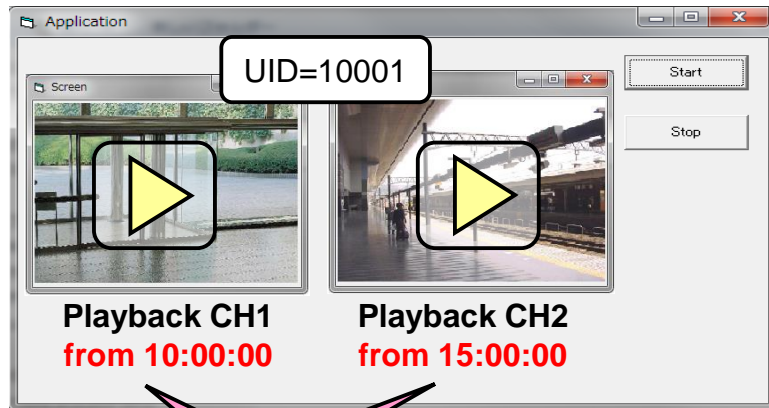 Application
UID=10001
Screen
Start
Stop
Playback CH1
from 10:00:00
Playback CH2
from 15:00:00